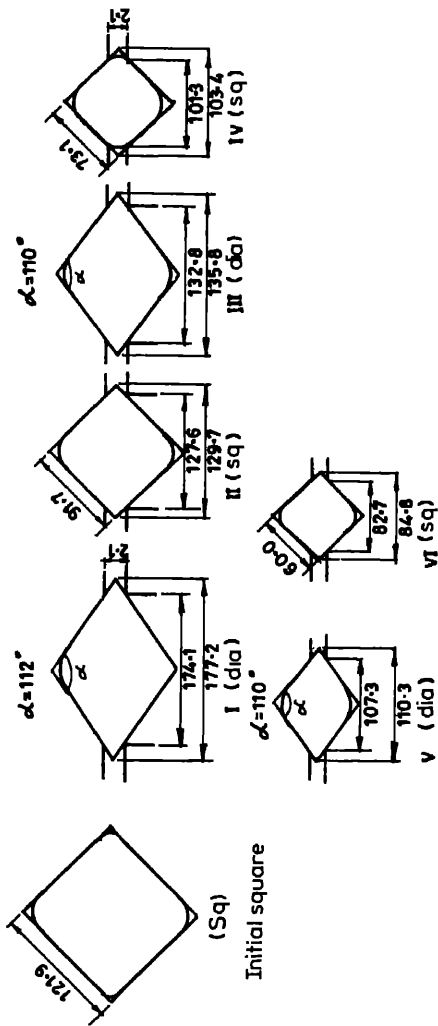 121·9
(Sq)
Initial square
α=112°
α
2·1
174·1
177·2
I (dia)
91·7
127·6
129·7
II (sq)
α=110°
α
132·8
135·8
III (dia)
73·1
2·1
101·3
103·4
IV (sq)
α=110°
α
107·3
110·3
V (dia)
60·0
82·7
84·8
VI (sq)